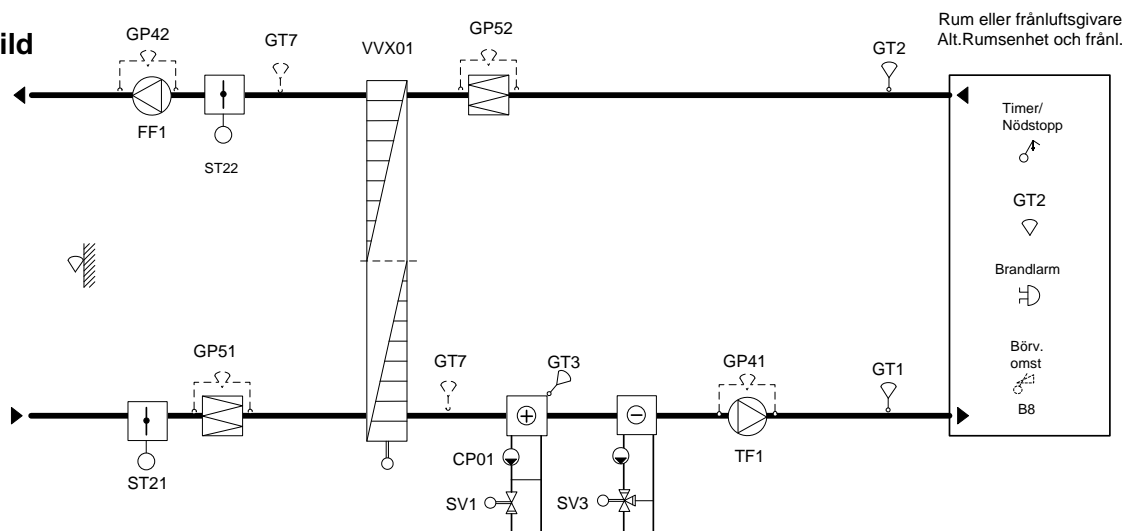 Rum eller frånluftsgivare
Alt.Rumsenhet och frånl.
ild
GP42
GT7
VVX01
GP52
GT2
FF1
ST22
Timer/
Nödstopp
GT2
Brandlarm
Börv.
omst
B8
GP51
GT7
GT3
GP41
GT1
ST21
CP01
TF1
SV1
SV3